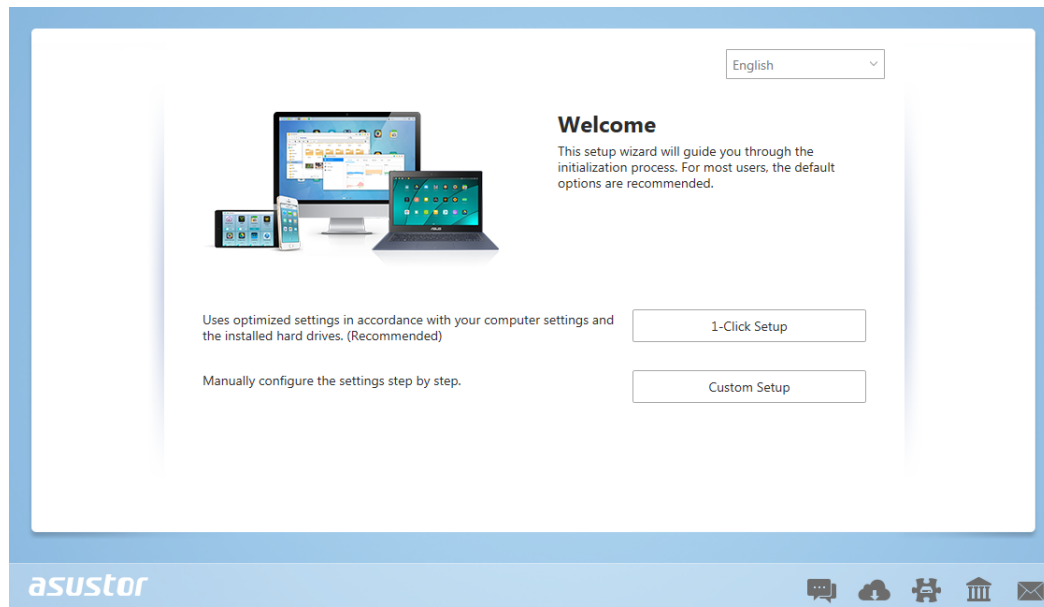 English
Welcome
This setup wizard will guide you through the
initialization process. For most users, the default
options are recommended.
Uses optimized settings in accordance with your computer settings and
the installed hard drives. (Recommended)
1-Click Setup
Manually configure the settings step by step.
Custom Setup
asustor